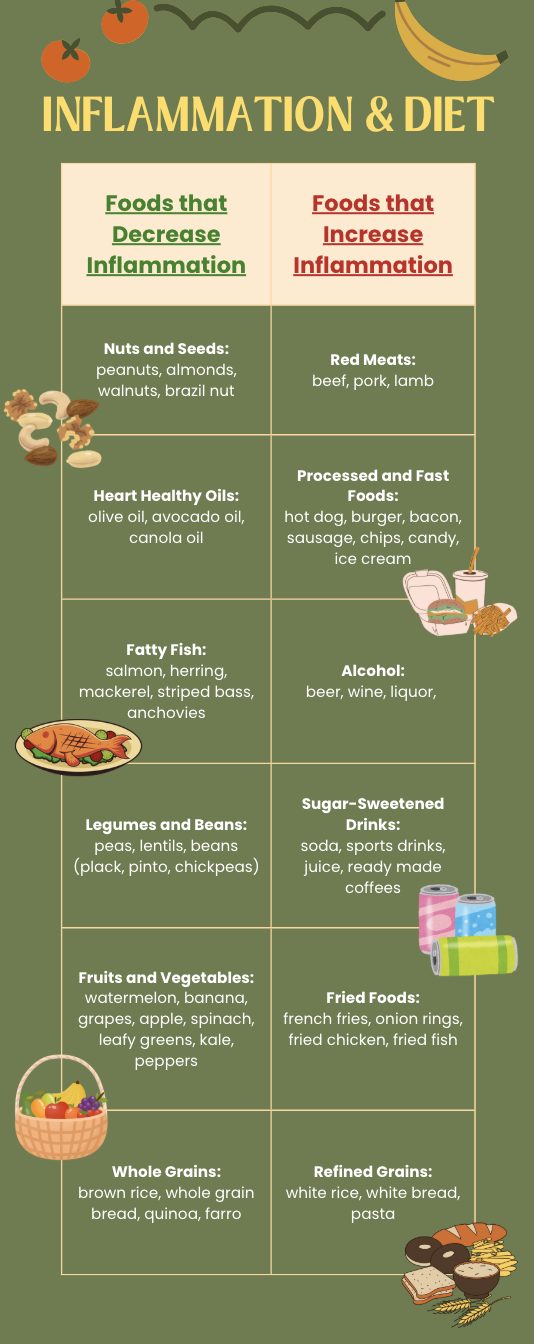 INFLAMMATION & DIET
Foods that
Decrease
Inflammation
Foods that
Increase
Inflammation
Nuts and Seeds:
peanuts, almonds,
walnuts, brazil nut
Red Meats:
beef, pork, lamb
Heart Healthy Oils:
olive oil, avocado oil,
canola oil
Processed and Fast
Foods:
hot dog, burger, bacon,
sausage, chips, candy,
ice cream
Fatty Fish:
salmon, herring,
mackerel, striped bass,
anchovies
Alcohol:
beer, wine, liquor,
Legumes and Beans:
peas, lentils, beans
(plack, pinto, chickpeas)
Sugar-Sweetened
Drinks:
soda, sports drinks,
juice, ready made
coffees
Fruits and Vegetables:
watermelon, banana,
grapes, apple, spinach,
leafy greens, kale,
peppers
Fried Foods:
french fries, onion rings,
fried chicken, fried fish
Whole Grains:
brown rice, whole grain
bread, quinoa, farro
Refined Grains:
white rice, white bread,
pasta